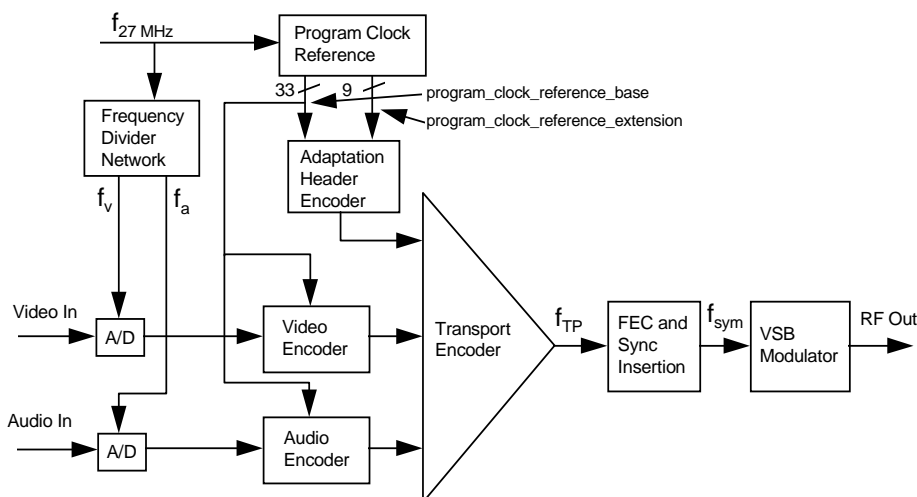 f27 MHz
Program Clock
Reference
33
9
program_clock_reference_base
program_clock_reference_extension
Frequency
Divider
Network
Adaptation
Header
Encoder
fv
fa
Video In
A/D
Video
Encoder
Transport
Encoder
fTP
FEC and
Sync
Insertion
fsym
VSB
Modulator
RF Out
Audio In
A/D
Audio
Encoder